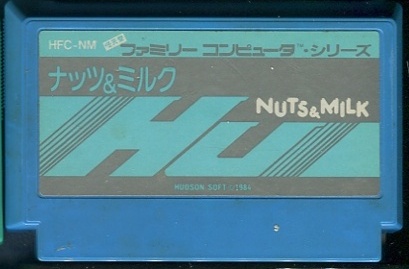 HFC-NM ファミリー コンピュータ™・シリーズ
ナッツ&ミルク
NUTS&MILK
HU
HUDSON SOFT © 1984